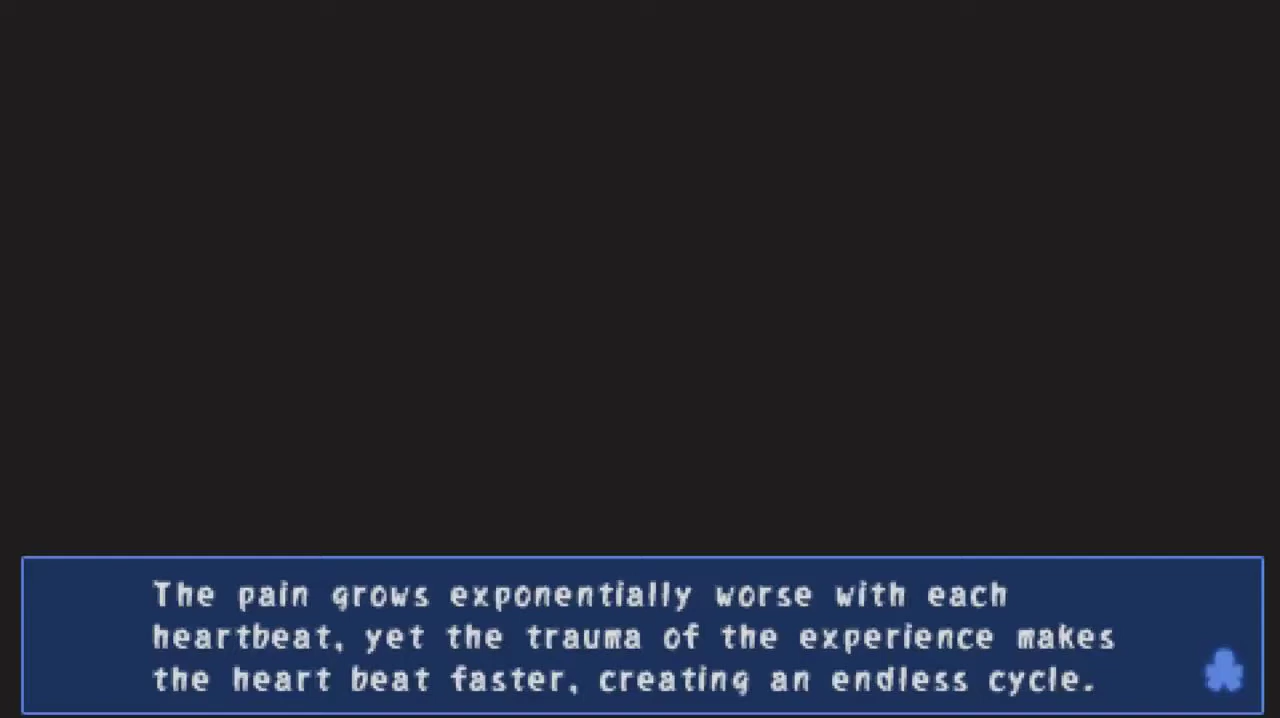 The pain grows exponentially worse with each
heartbeat, yet the trauma of the experience makes
the heart beat faster, creating an endless cycle.